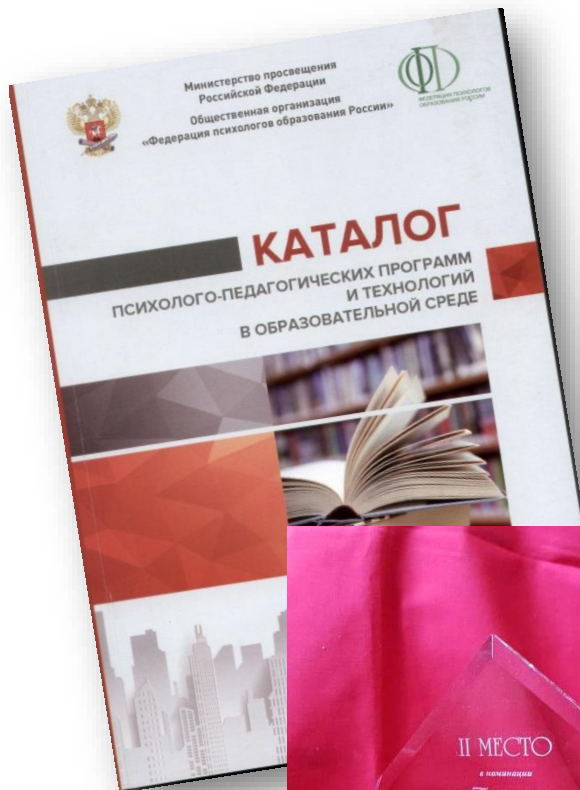 Министерство просвещения
Российской Федерации
Общественная организация
«Федерация психологов образования России»
ФЕДЕРАЦИЯ ПСИХОЛОГОВ
ОБРАЗОВАНИЯ РОССИИ
КАТАЛОГ
ПСИХОЛОГО-ПЕДАГОГИЧЕСКИХ ПРОГРАММ
И ТЕХНОЛОГИЙ
В ОБРАЗОВАТЕЛЬНОЙ СРЕДЕ
II МЕСТО
в номинации